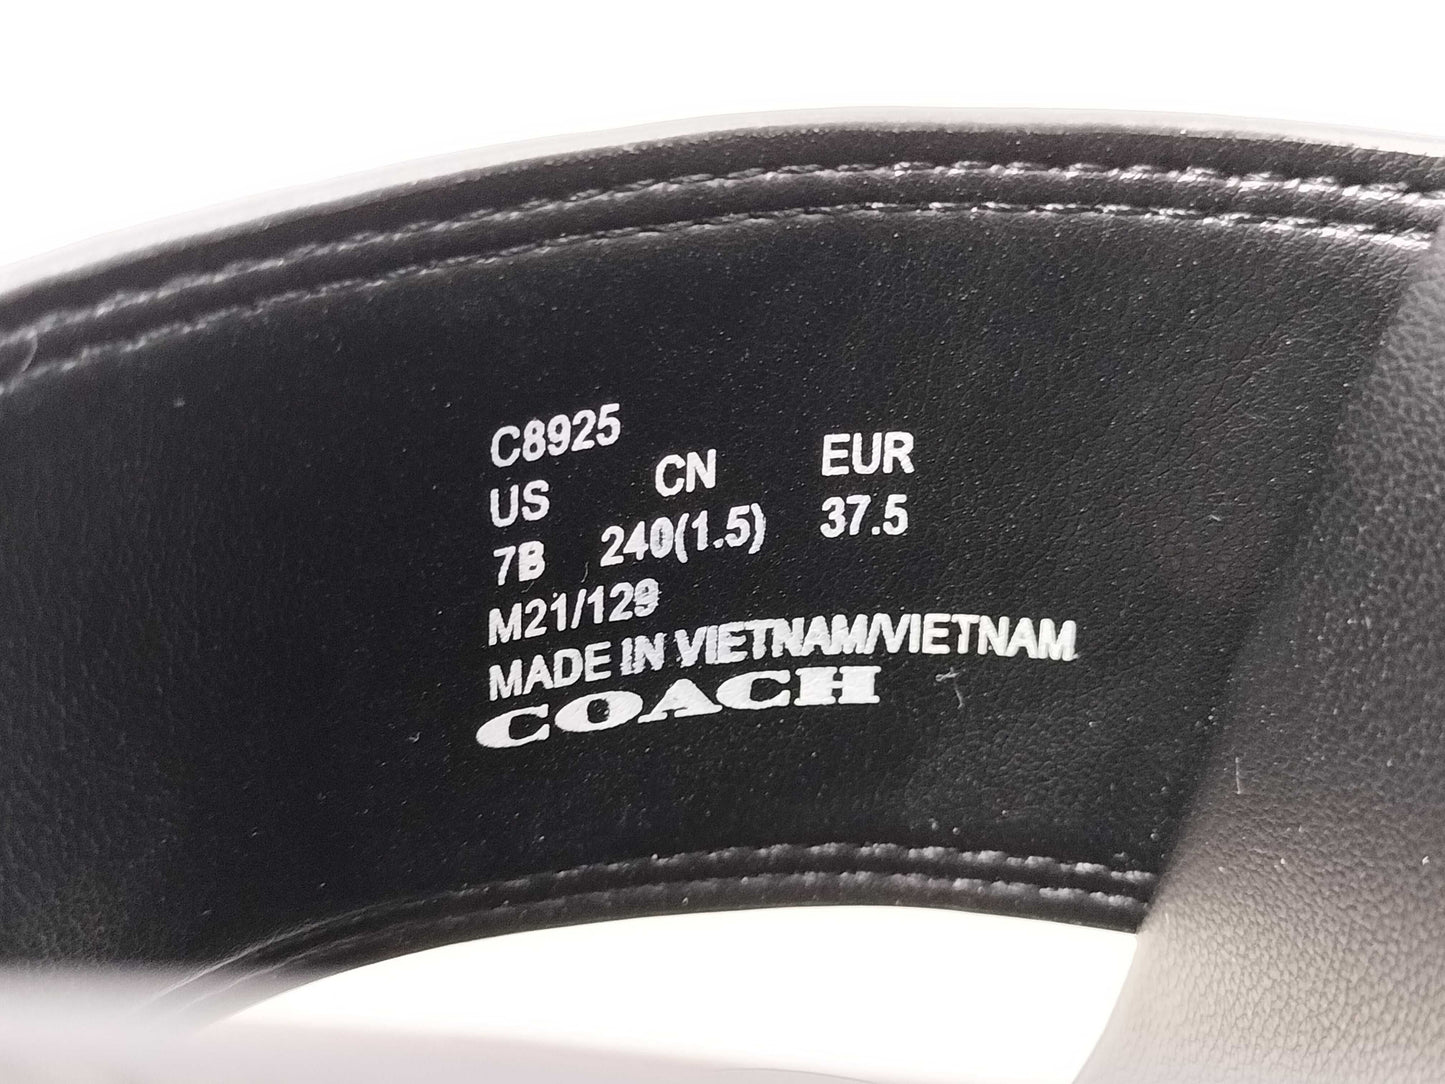 C8925
US CN EUR
7B 240(1.5) 37.5
M21/129
MADE IN VIETNAM/VIETNAM
COACH